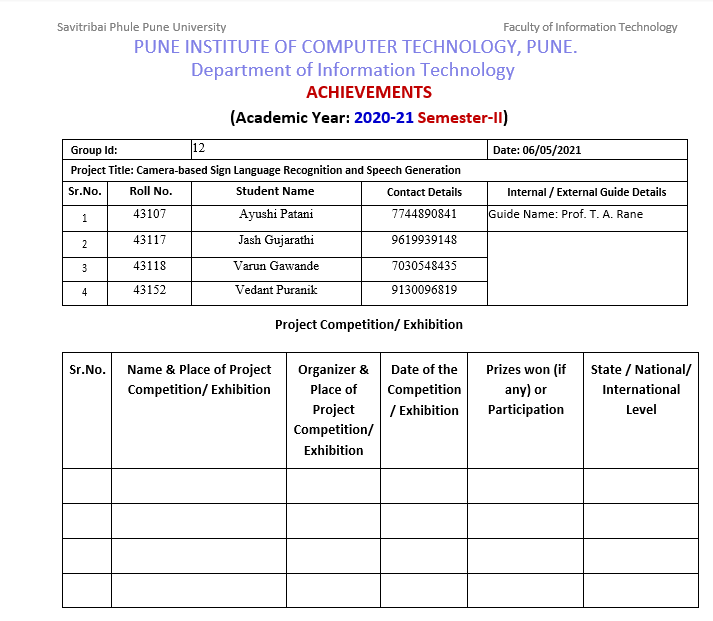 Savitribai Phule Pune University Faculty of Information Technology
PUNE INSTITUTE OF COMPUTER TECHNOLOGY, PUNE.
Department of Information Technology
ACHIEVEMENTS
(Academic Year: 2020-21 Semester-II)
Group Id: 12 Date: 06/05/2021
Project Title: Camera-based Sign Language Recognition and Speech Generation
Sr.No. Roll No. Student Name Contact Details Internal / External Guide Details
1 43107 Ayushi Patani 7744890841 Guide Name: Prof. T. A. Rane
2 43117 Jash Gujarathi 9619939148
3 43118 Varun Gawande 7030548435
4 43152 Vedant Puranik 9130096819
Project Competition/ Exhibition
Sr.No. Name & Place of Project Organizer & Date of the Prizes won (if State / National/
Competition/ Exhibition Place of Competition any) or International
Project / Exhibition Participation Level
Competition/
Exhibition